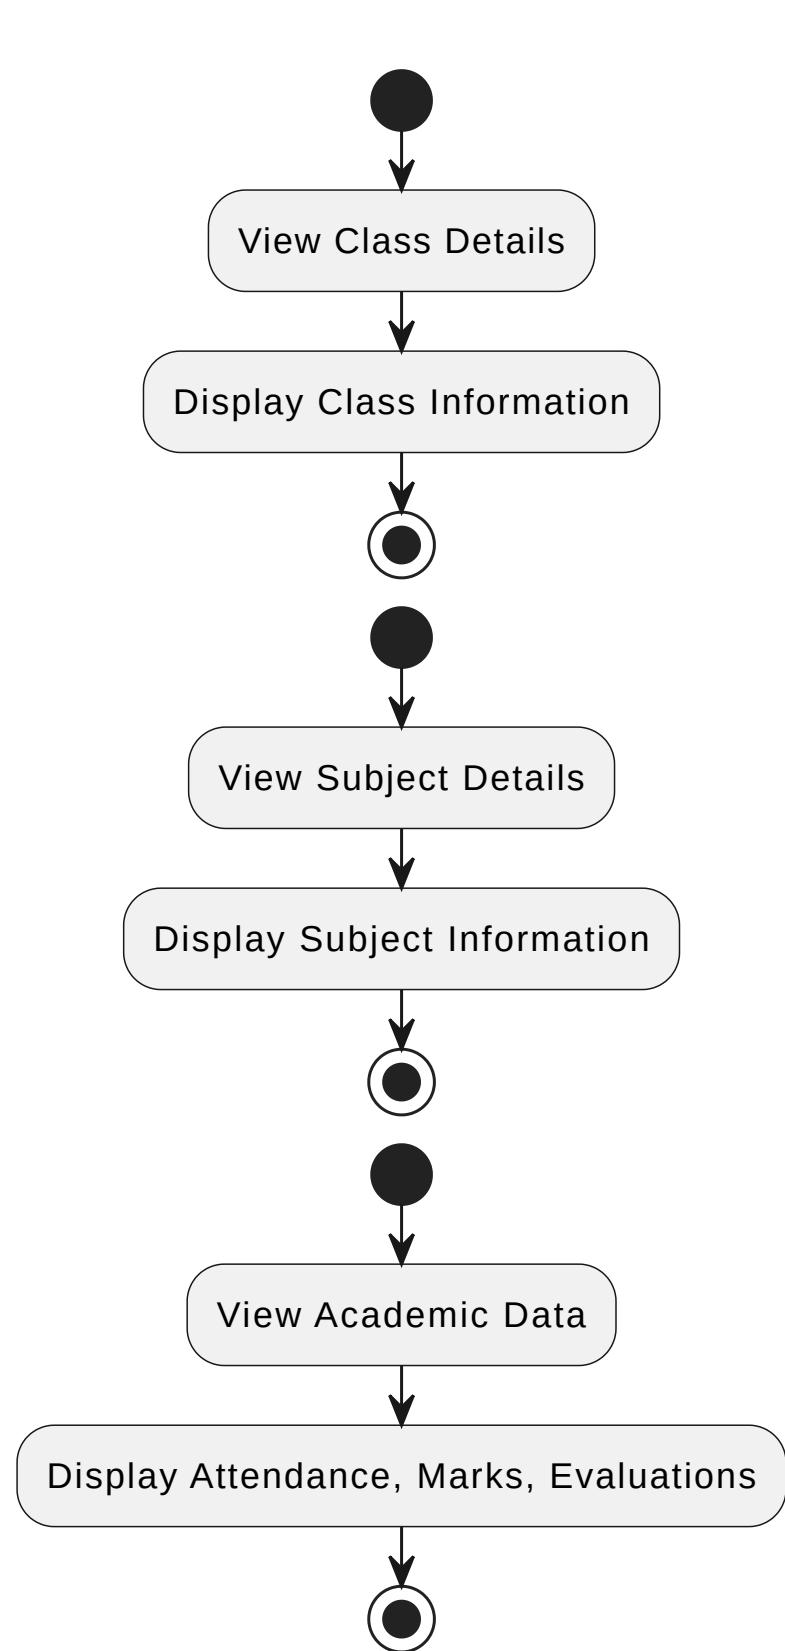 View Class Details
Display Class Information
View Subject Details
Display Subject Information
View Academic Data
Display Attendance, Marks, Evaluations